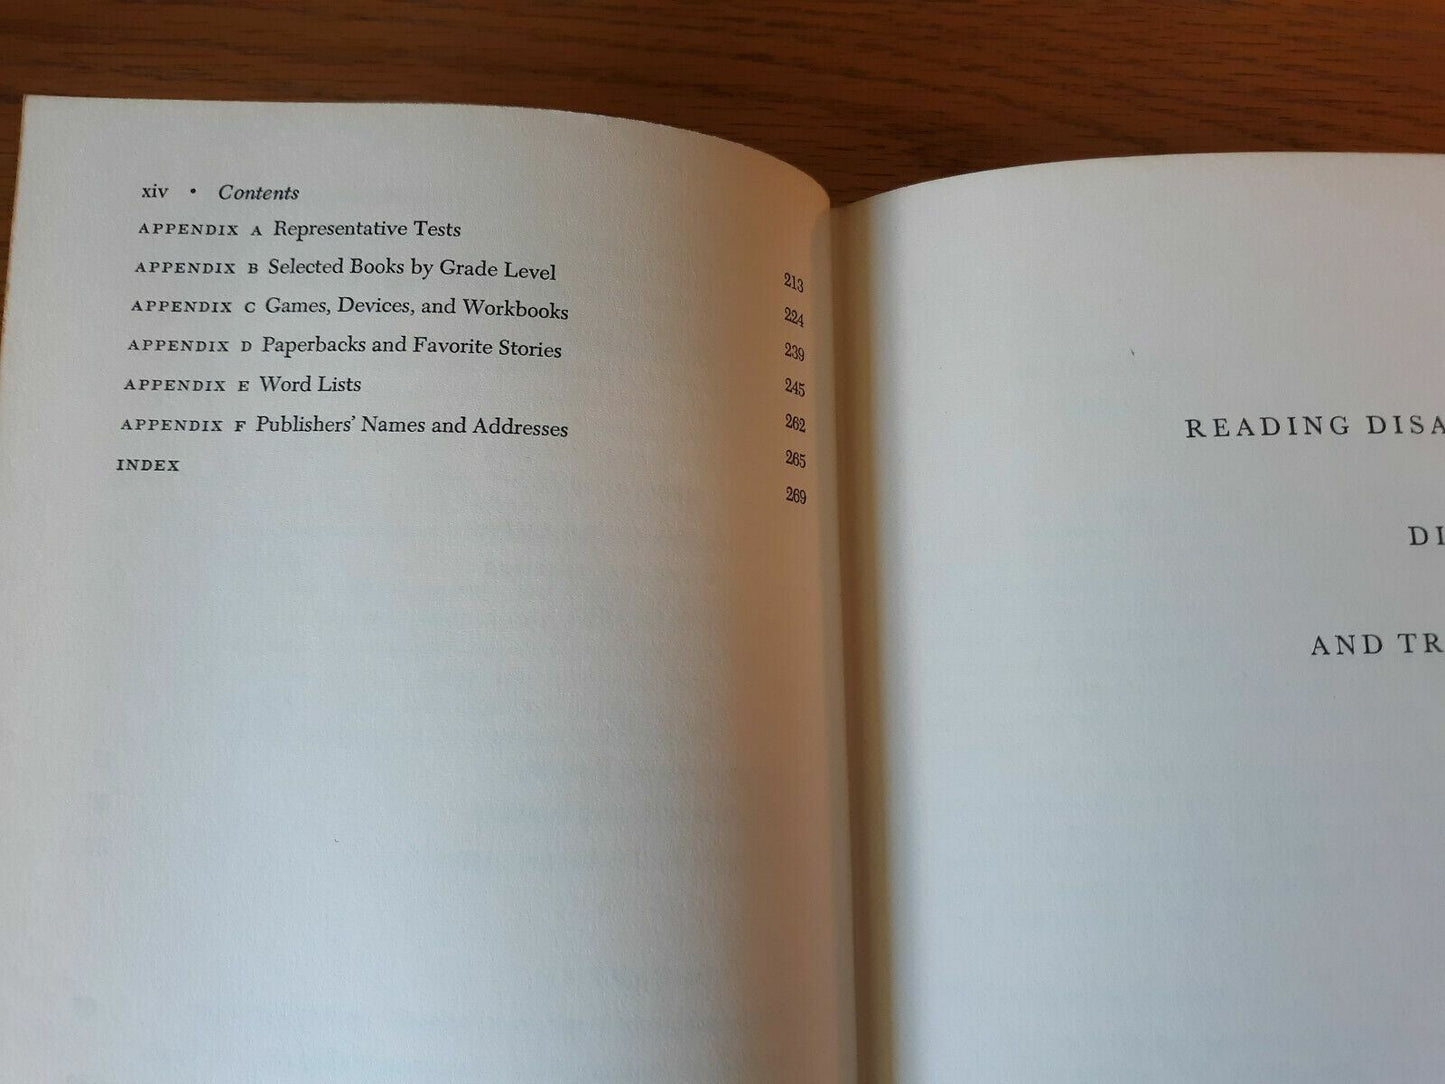 xiv • Contents
APPENDIX A Representative Tests 213
APPENDIX B Selected Books by Grade Level 224
APPENDIX C Games, Devices, and Workbooks 239
APPENDIX D Paperbacks and Favorite Stories 245
APPENDIX E Word Lists 262
APPENDIX F Publishers' Names and Addresses 265
INDEX 269
READING DISA
DI
AND TR